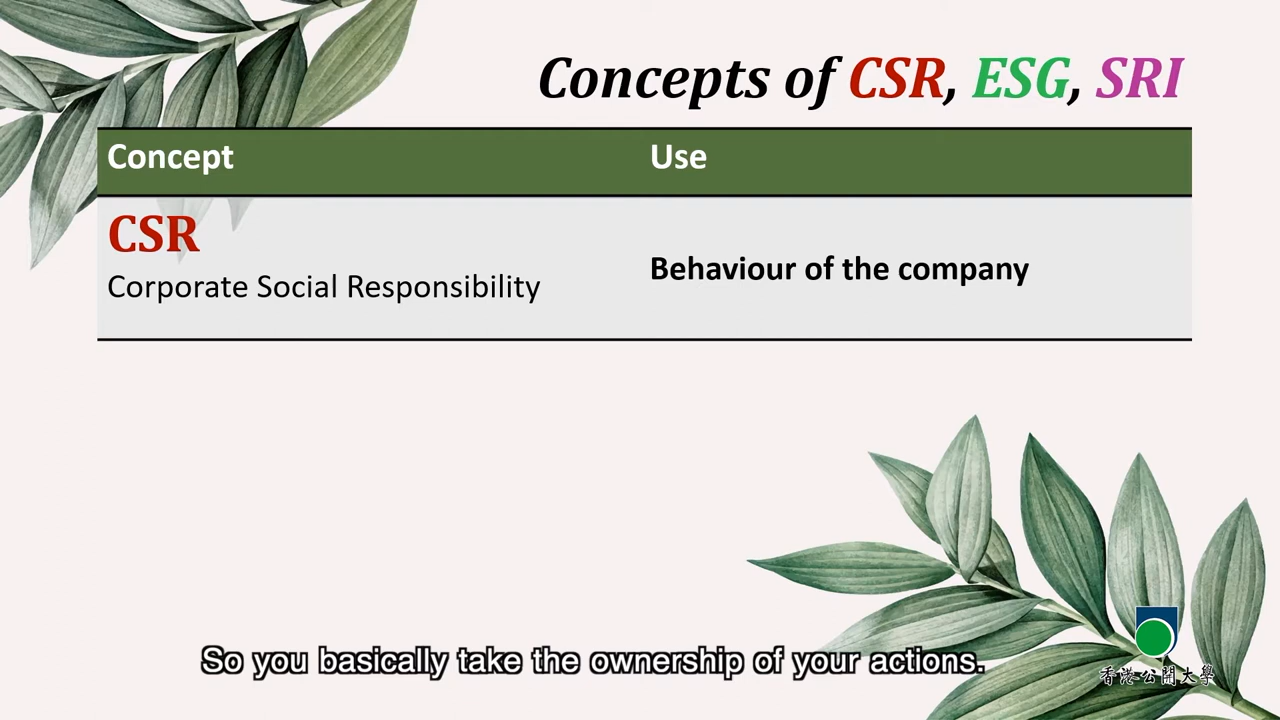 Concepts of CSR, ESG, SRI
Concept Use
CSR
Corporate Social Responsibility
Behaviour of the company
So you basically take the ownership of your actions.
香港公開大學